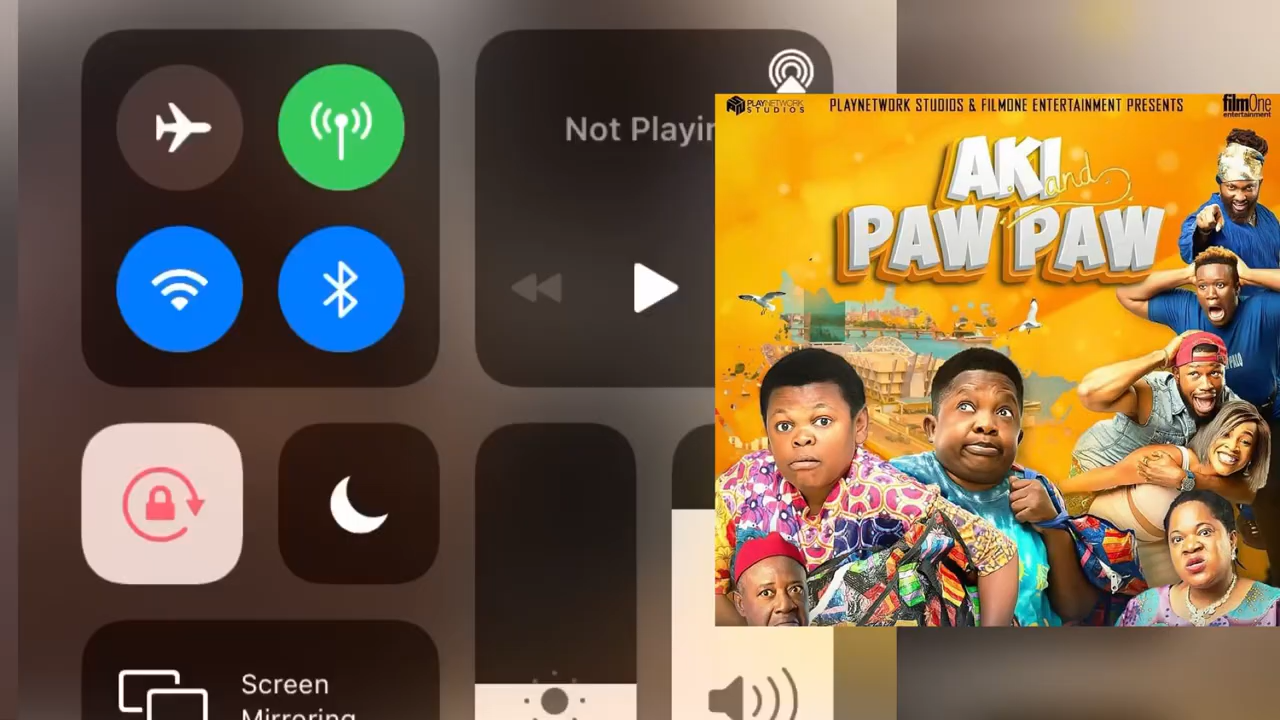 Not Playin
PLAYNETWORK
STUDIOS
PLAYNETWORK STUDIOS & FILMONE ENTERTAINMENT PRESENTS
filmOne
entertainment
AKI
and
PAW PAW
Screen
Mirroring